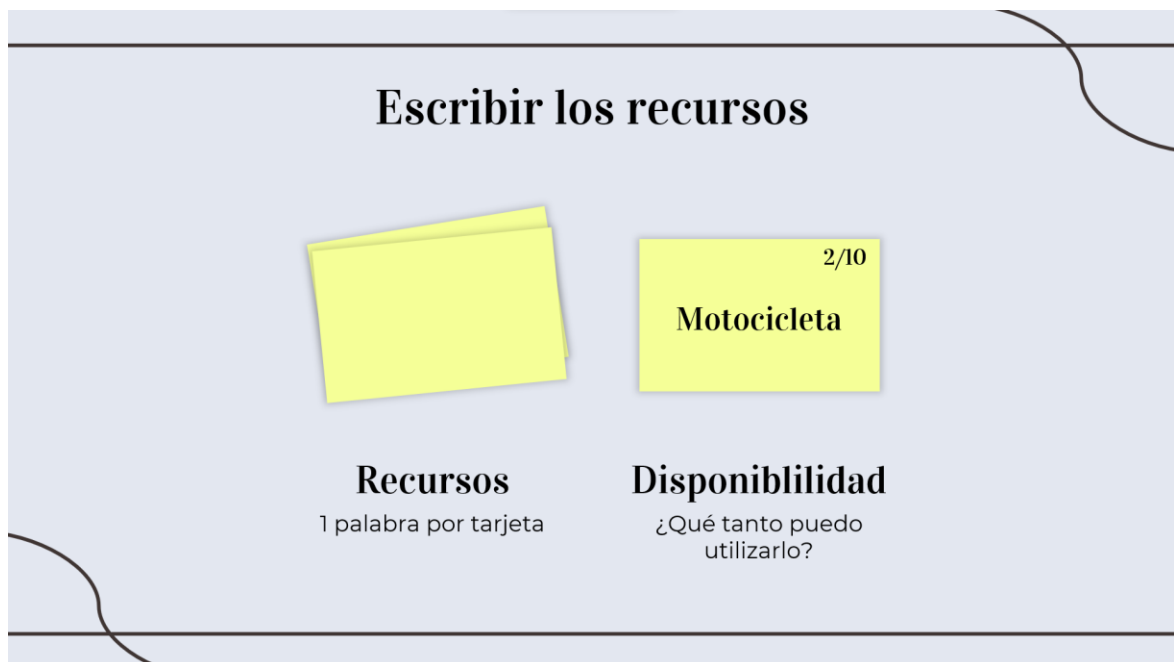 Escribir los recursos
2/10
Motocicleta
Recursos
1 palabra por tarjeta
Disponiblilidad
¿Qué tanto puedo
utilizarlo?